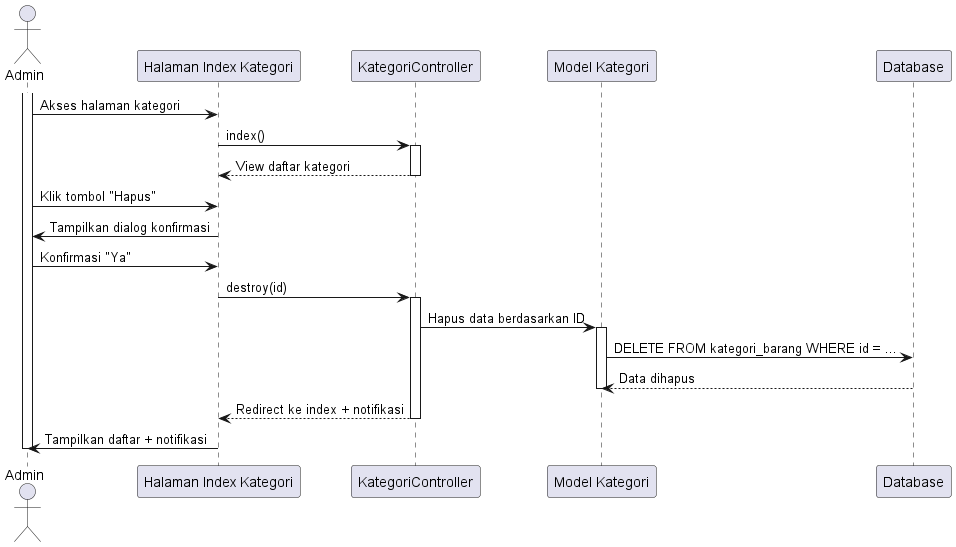 Admin
Halaman Index Kategori
KategoriController
Model Kategori
Database
Akses halaman kategori
index()
View daftar kategori
Klik tombol "Hapus"
Tampilkan dialog konfirmasi
Konfirmasi "Ya"
destroy(id)
Hapus data berdasarkan ID
DELETE FROM kategori_barang WHERE id = ...
Data dihapus
Redirect ke index + notifikasi
Tampilkan daftar + notifikasi
Admin
Halaman Index Kategori
KategoriController
Model Kategori
Database